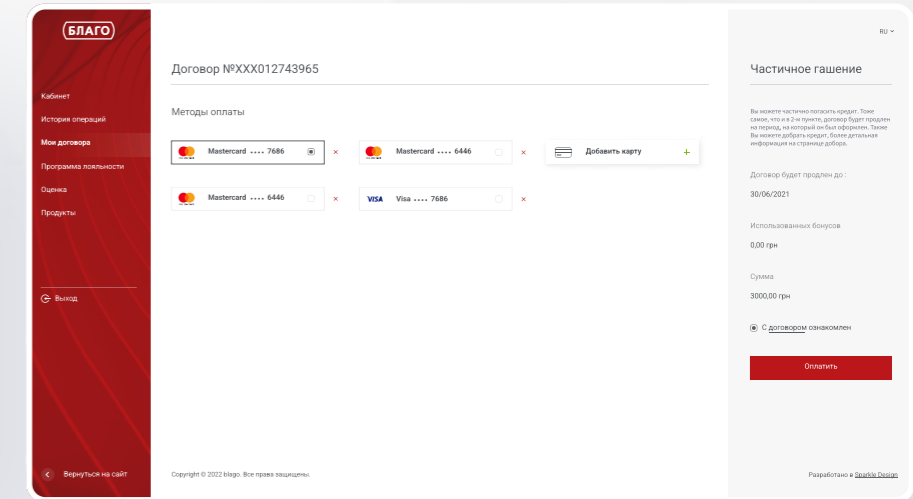 БЛАГО
RU
Договор №XXX012743965
Частичное гашение
Кабинет
История операций
Мои договора
Программа лояльности
Оценка
Продукты
Выход
Вернуться на сайт
Методы оплаты
Mastercard •••• 7686
Mastercard •••• 6446
Добавить карту
Mastercard •••• 6446
VISA Visa •••• 7686
Вы можете частично погасить кредит. Тоже
самое, что и в 2-м пункте, договор будет продлен
на период, на который он был оформлен. Также
Вы можете добрать кредит, более детальная
информация на странице добора.
Договор будет продлен до :
30/06/2021
Использованных бонусов
0,00 грн
Сумма
3000,00 грн
С договором ознакомлен
Оплатить
Copyright © 2022 blago. Все права защищены.
Разработано в Sparkle Design